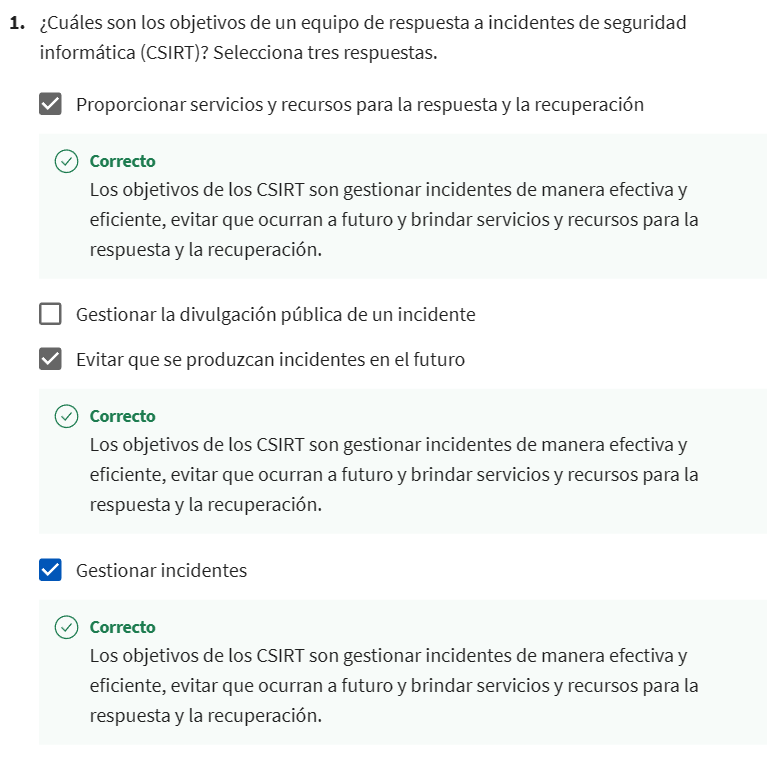 1. ¿Cuáles son los objetivos de un equipo de respuesta a incidentes de seguridad
informática (CSIRT)? Selecciona tres respuestas.
Proporcionar servicios y recursos para la respuesta y la recuperación
Correcto
Los objetivos de los CSIRT son gestionar incidentes de manera efectiva y
eficiente, evitar que ocurran a futuro y brindar servicios y recursos para la
respuesta y la recuperación.
Gestionar la divulgación pública de un incidente
Evitar que se produzcan incidentes en el futuro
Correcto
Los objetivos de los CSIRT son gestionar incidentes de manera efectiva y
eficiente, evitar que ocurran a futuro y brindar servicios y recursos para la
respuesta y la recuperación.
Gestionar incidentes
Correcto
Los objetivos de los CSIRT son gestionar incidentes de manera efectiva y
eficiente, evitar que ocurran a futuro y brindar servicios y recursos para la
respuesta y la recuperación.